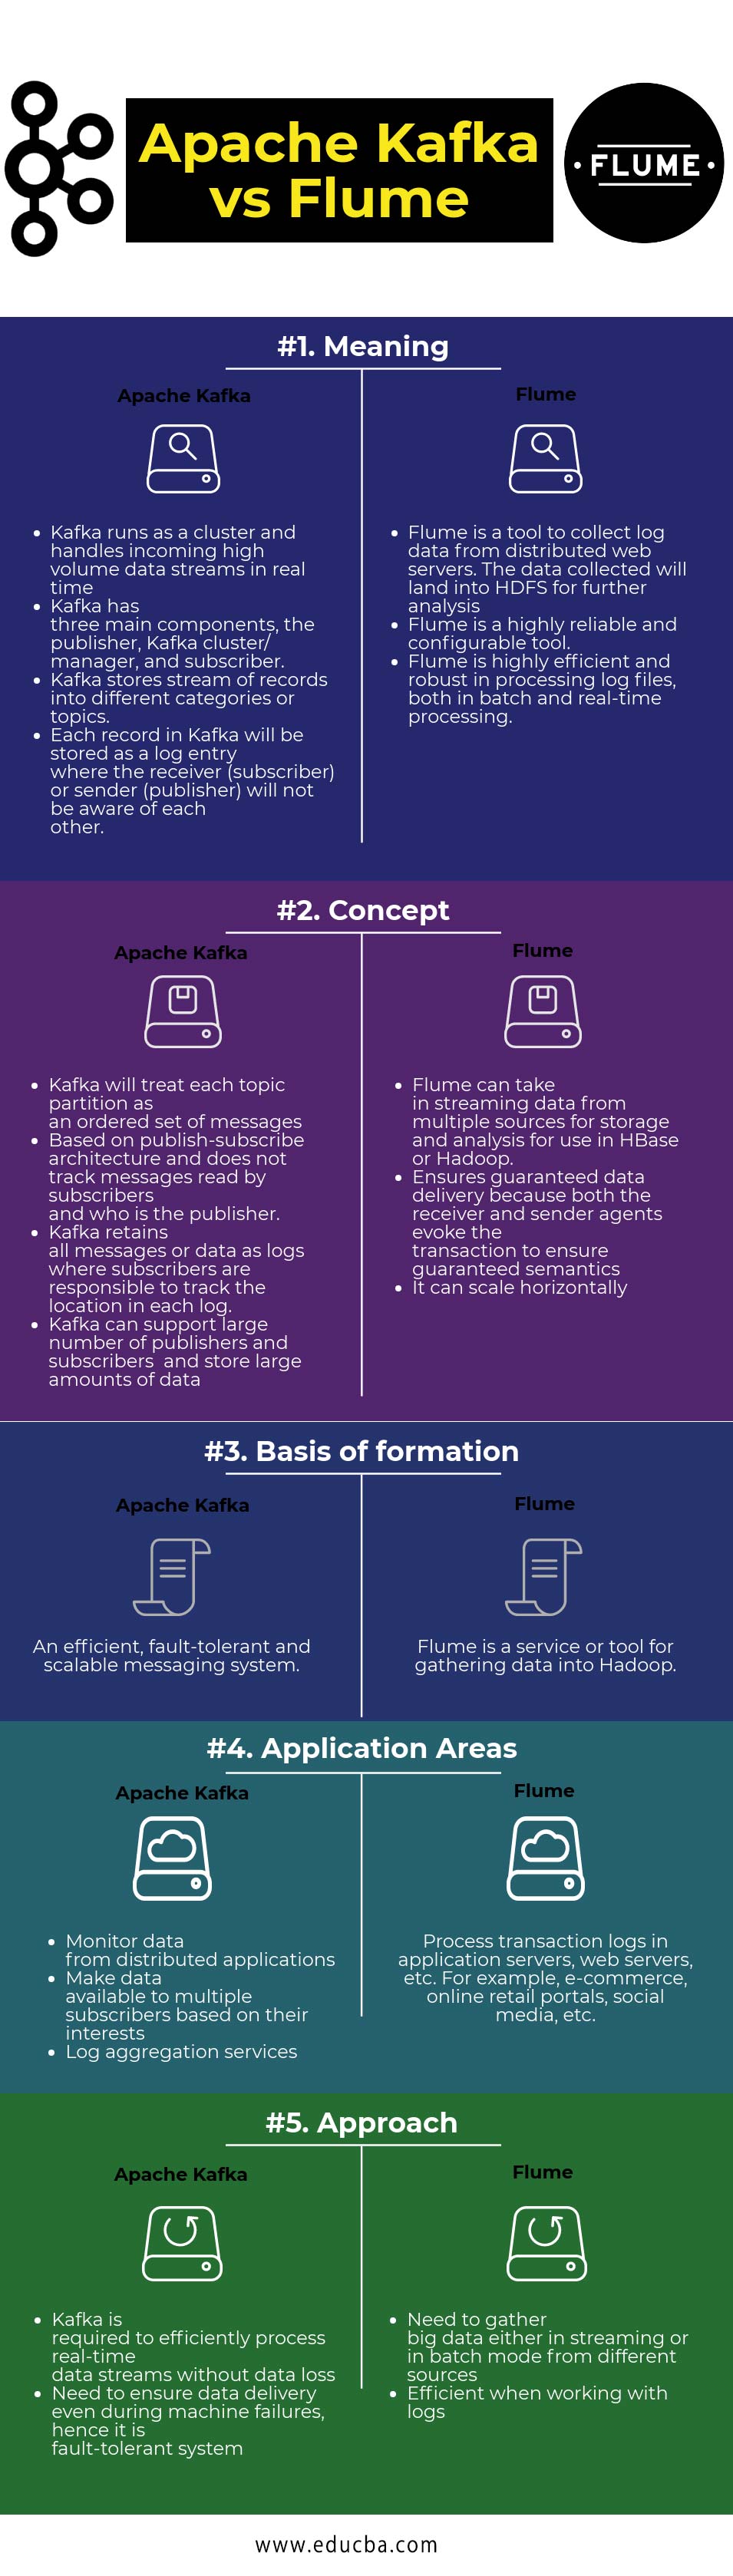 Apache Kafka
vs Flume
• FLUME •
#1. Meaning
Apache Kafka
• Kafka runs as a cluster and
handles incoming high
volume data streams in real
time
• Kafka has
three main components, the
publisher, Kafka cluster/
manager, and subscriber.
• Kafka stores stream of records
into different categories or
topics.
• Each record in Kafka will be
stored as a log entry
where the receiver (subscriber)
or sender (publisher) will not
be aware of each
other.
Flume
• Flume is a tool to collect log
data from distributed web
servers. The data collected will
land into HDFS for further
analysis
• Flume is a highly reliable and
configurable tool.
• Flume is highly efficient and
robust in processing log files,
both in batch and real-time
processing.
#2. Concept
Apache Kafka
• Kafka will treat each topic
partition as
an ordered set of messages
• Based on publish-subscribe
architecture and does not
track messages read by
subscribers
and who is the publisher.
• Kafka retains
all messages or data as logs
where subscribers are
responsible to track the
location in each log.
• Kafka can support large
number of publishers and
subscribers and store large
amounts of data
Flume
• Flume can take
in streaming data from
multiple sources for storage
and analysis for use in HBase
or Hadoop.
• Ensures guaranteed data
delivery because both the
receiver and sender agents
evoke the
transaction to ensure
guaranteed semantics
• It can scale horizontally
#3. Basis of formation
Apache Kafka
An efficient, fault-tolerant and
scalable messaging system.
Flume
Flume is a service or tool for
gathering data into Hadoop.
#4. Application Areas
Apache Kafka
• Monitor data
from distributed applications
• Make data
available to multiple
subscribers based on their
interests
• Log aggregation services
Flume
Process transaction logs in
application servers, web servers,
etc. For example, e-commerce,
online retail portals, social
media, etc.
#5. Approach
Apache Kafka
• Kafka is
required to efficiently process
real-time
data streams without data loss
• Need to ensure data delivery
even during machine failures,
hence it is
fault-tolerant system
Flume
• Need to gather
big data either in streaming or
in batch mode from different
sources
• Efficient when working with
logs
www.educba.com